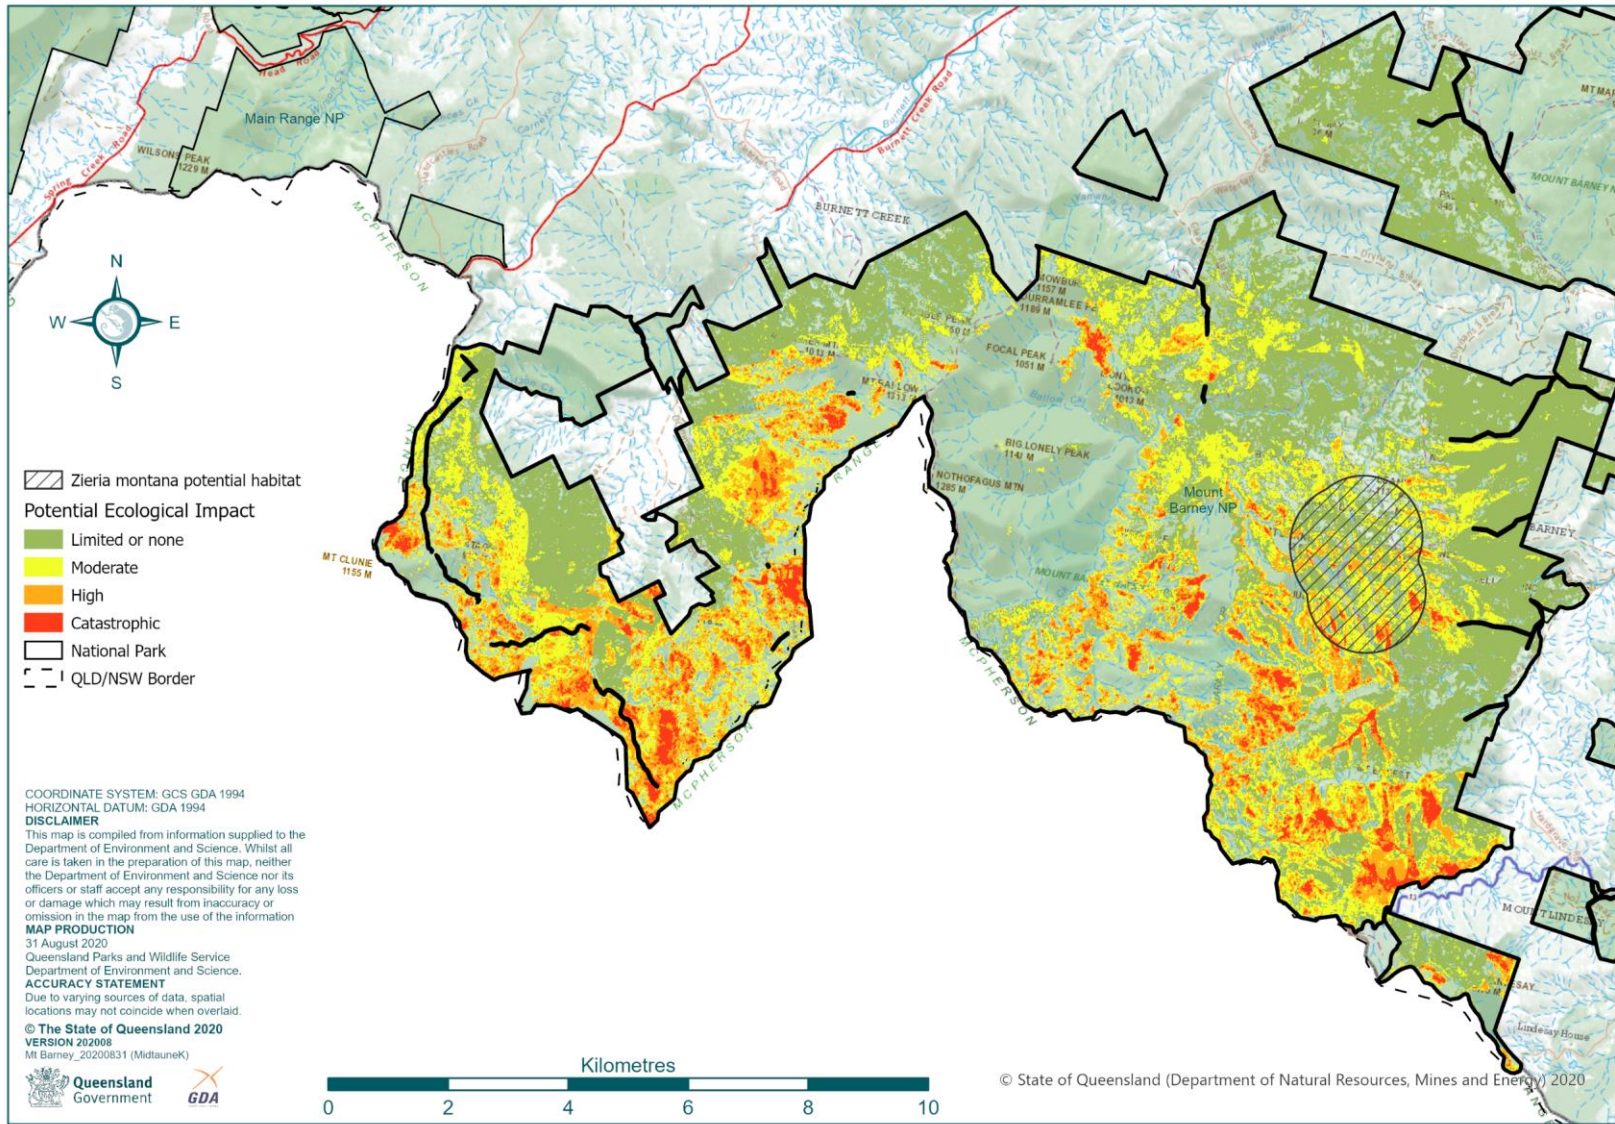 Head Road
Main Range NP
Spring Creek Road
WILSONS PEAK
1229 M
Burnett Creek Road
BURNETT CREEK
MCPHERSON
N
W
E
S
RANGE
MT CLUNIE
1155 M
MT BALLOW
1313 M
FOCAL PEAK
1051 M
1157 M
1189 M
BIG LONELY PEAK
NOTHOFAGUS MTN
1285 M
RANGE
Mount
Barney NP
BARNEY
MCPHERSON
MCPHERSON
Lindesay House
Zieria montana potential habitat
Potential Ecological Impact
Limited or none
Moderate
High
Catastrophic
National Park
QLD/NSW Border
COORDINATE SYSTEM: GCS GDA 1994
HORIZONTAL DATUM: GDA 1994
DISCLAIMER
This map is compiled from information supplied to the
Department of Environment and Science. Whilst all
care is taken in the preparation of this map, neither
the Department of Environment and Science nor its
officers or staff accept any responsibility for any loss
or damage which may result from inaccuracy or
omission in the map from the use of the information
MAP PRODUCTION
31 August 2020
Queensland Parks and Wildlife Service
Department of Environment and Science.
ACCURACY STATEMENT
Due to varying sources of data, spatial
locations may not coincide when overlaid.
© The State of Queensland 2020
VERSION 202008
Mt Barney_20200831 (MidtauneK)
Queensland
Government
GDA
Kilometres
0 2 4 6 8 10
© State of Queensland (Department of Natural Resources, Mines and Energy) 2020